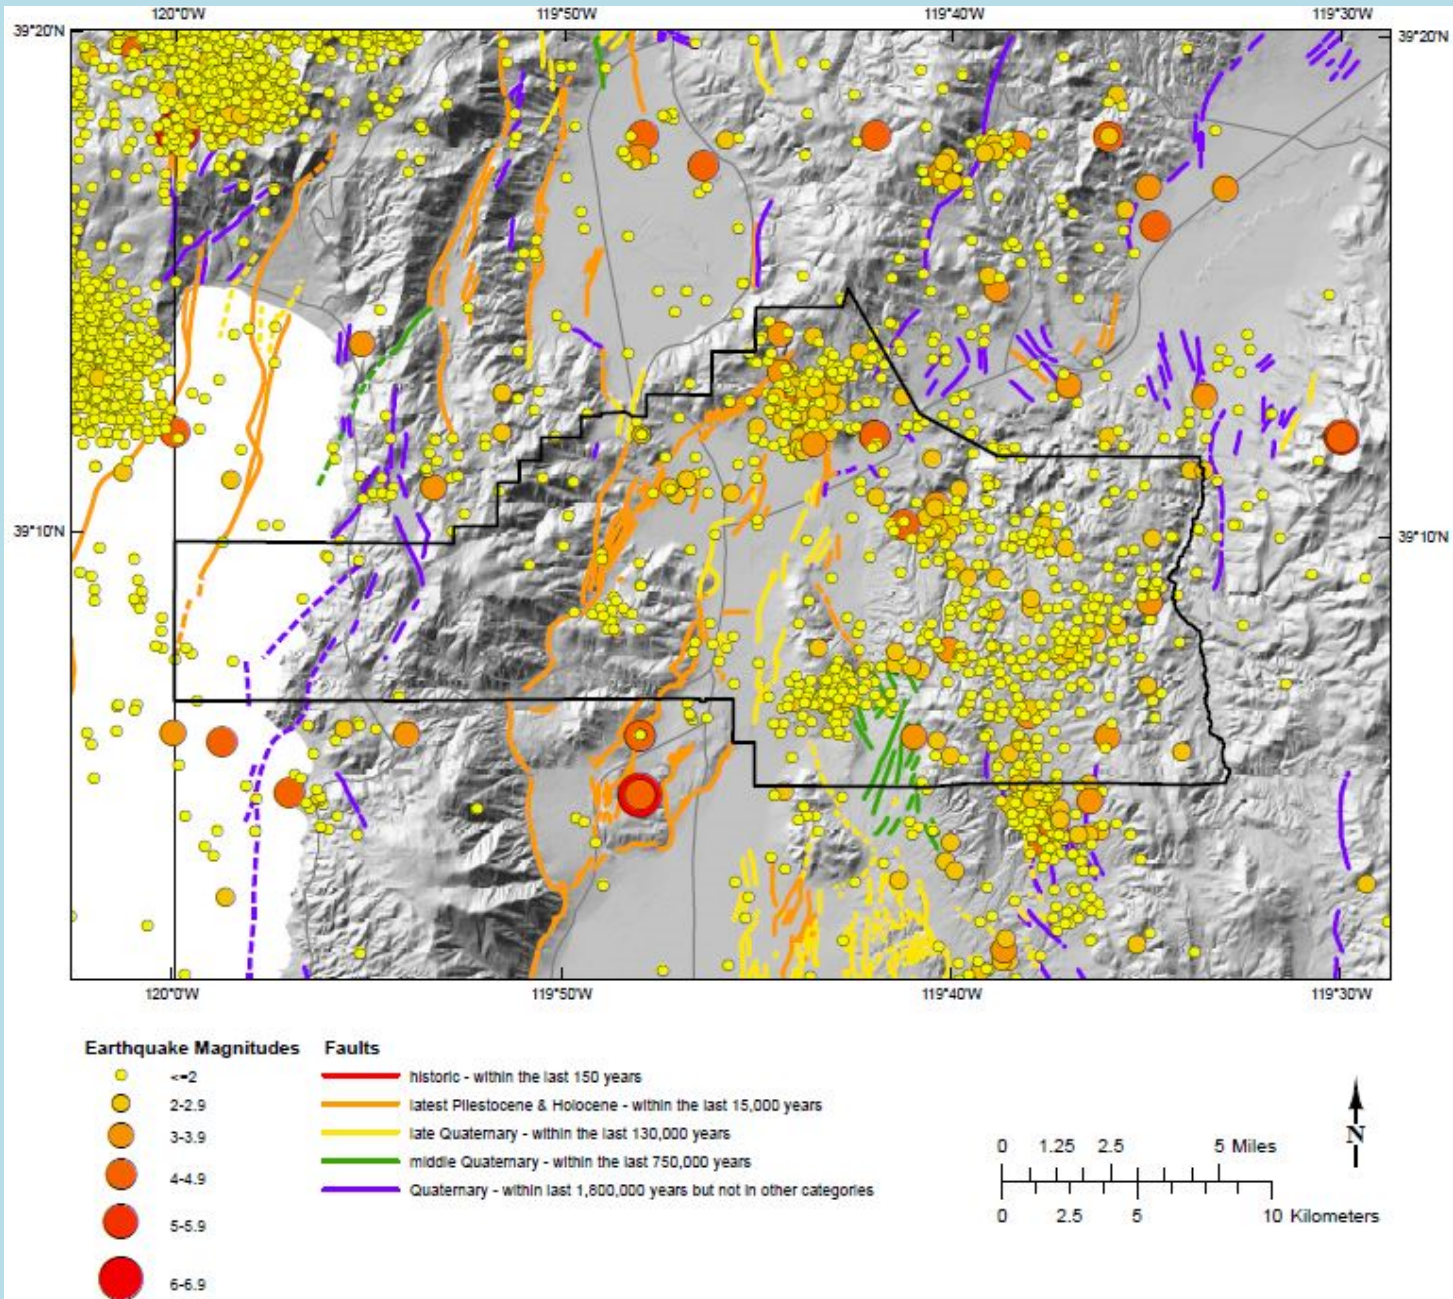 120°0'W 119°50'W 119°40'W 119°30'W
39°20'N 39°20'N
39°10'N 39°10'N
120°0'W 119°50'W 119°40'W 119°30'W
Earthquake Magnitudes
<=2
2-2.9
3-3.9
4-4.9
5-5.9
6-6.9
Faults
historic - within the last 150 years
latest Pliestocene & Holocene - within the last 15,000 years
late Quaternary - within the last 130,000 years
middle Quaternary - within the last 750,000 years
Quaternary - within last 1,800,000 years but not in other categories
0 1.25 2.5 5 Miles
0 2.5 5 10 Kilometers
N